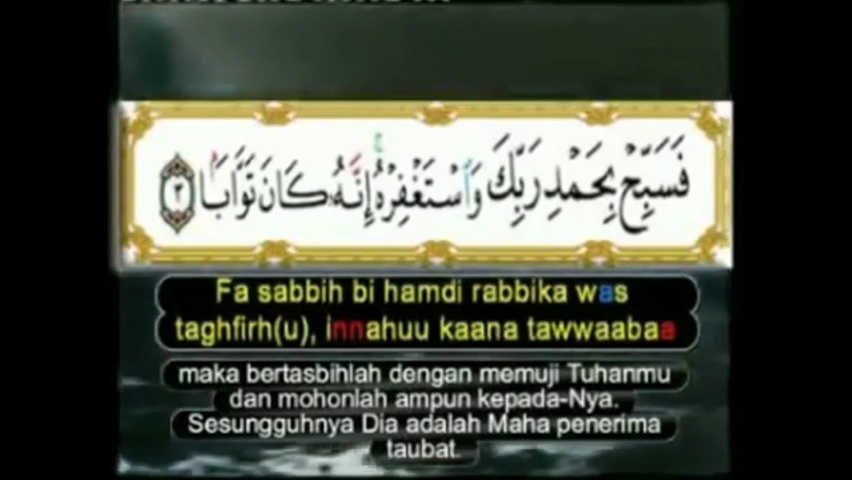 فَسَبِّحْ بِحَمْدِ رَبِّكَ وَاسْتَغْفِرْهُ ۚ إِنَّهُ كَانَ تَوَّابًا ٣
Fa sabbih bi hamdi rabbika was
taghfirh(u), innahuu kaana tawwaabaa
maka bertasbihlah dengan memuji Tuhanmu
dan mohonlah ampun kepada-Nya.
Sesungguhnya Dia adalah Maha penerima
taubat.